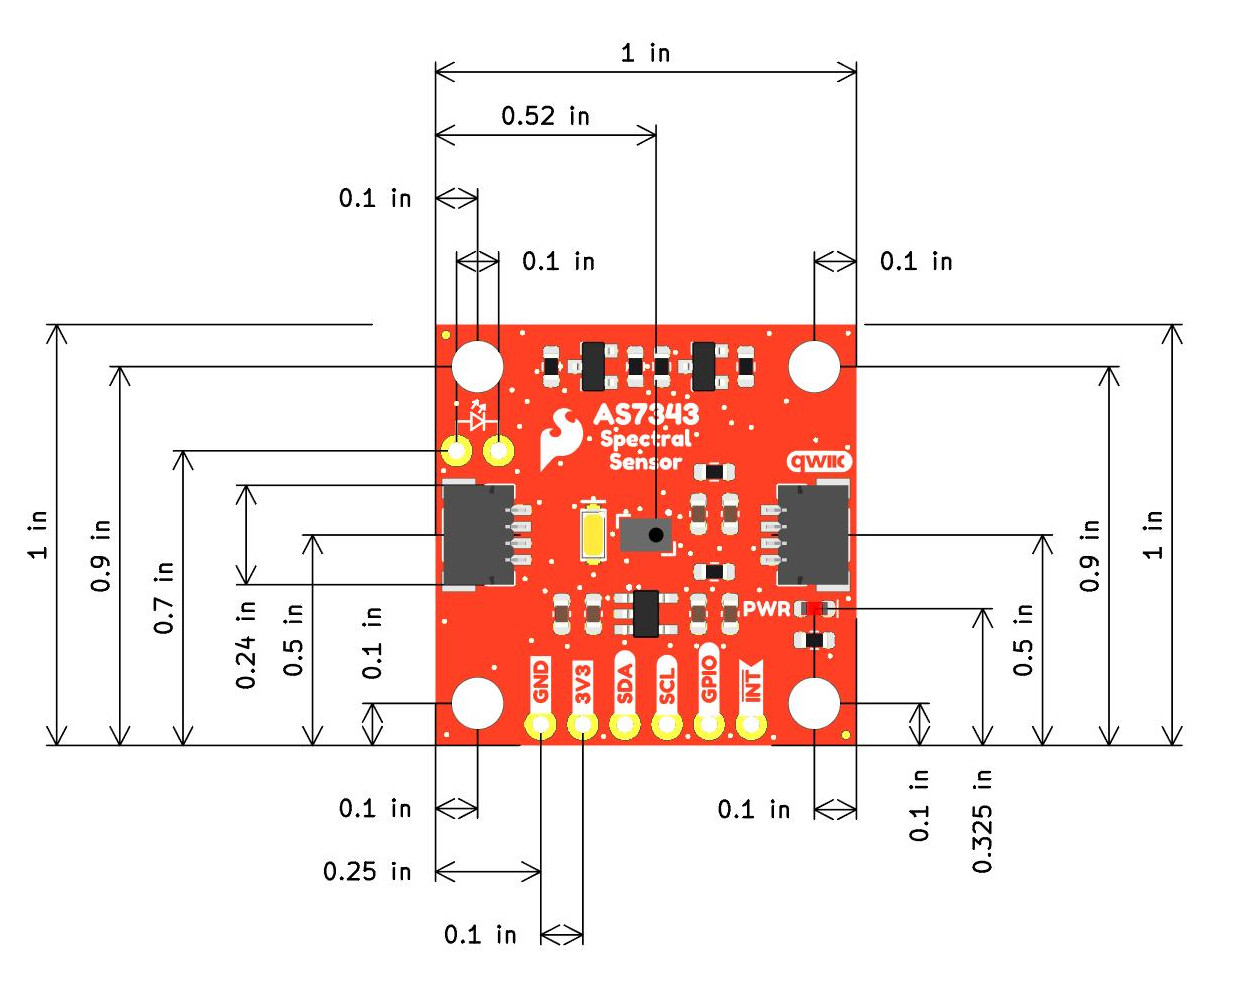 1 in
0.52 in
0.1 in
0.1 in
0.1 in
AS7343
Spectral
Sensor
qwiic
1 in
0.9 in
0.7 in
0.24 in
0.5 in
0.1 in
PWR
GND
3V3
SDA
SCL
GPIO
INT
0.5 in
0.9 in
1 in
0.1 in
0.1 in
0.1 in
0.325 in
0.25 in
0.1 in